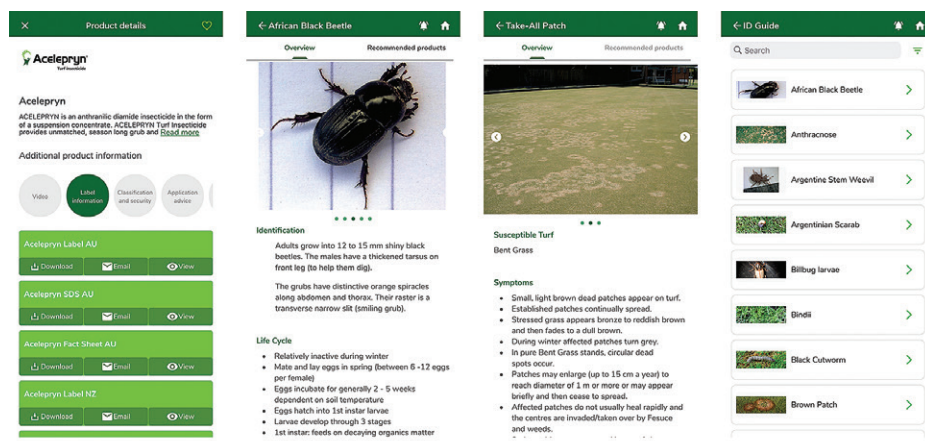 Product details
Acelepryn
Turf Insecticide
Acelepryn
ACELEPRYN is an anthranilic diamide insecticide in the form
of a suspension concentrate. ACELEPRYN Turf Insecticide
provides unmatched, season long grub and Read more
Additional product information
Video
Label
information
Classification
and security
Application
advice
Acelepryn Label AU
Download Email View
Acelepryn SDS AU
Download Email View
Acelepryn Fact Sheet AU
Download Email View
Acelepryn Label NZ
Download Email View
African Black Beetle
Overview Recommended products
Identification
Adults grow into 12 to 15 mm shiny black
beetles. The males have a thickened tarsus on
front leg (to help them dig).
The grubs have distinctive orange spiracles
along abdomen and thorax. Their raster is a
transverse narrow slit (smiling grub).
Life Cycle
• Relatively inactive during winter
• Mate and lay eggs in spring (between 6 -12 eggs
per female)
• Eggs incubate for generally 2 - 5 weeks
dependent on soil temperature
• Eggs hatch into 1st instar larvae
• Larvae develop through 3 stages
• 1st instar: feeds on decaying organics matter
Take-All Patch
Overview Recommended products
Susceptible Turf
Bent Grass
Symptoms
• Small, light brown dead patches appear on turf.
• Established patches continually spread.
• Stressed grass appears bronze to reddish brown
and then fades to a dull brown.
• During winter affected patches turn grey.
• In pure Bent Grass stands, circular dead
spots occur.
• Patches may enlarge (up to 15 cm a year) to
reach diameter of 1 m or more or may appear
briefly and then cease to spread.
• Affected patches do not usually heal rapidly and
the centres are invaded/taken over by Fesuce
and weeds.
ID Guide
Search
African Black Beetle
Anthracnose
Argentine Stem Weevil
Argentinian Scarab
Billbug larvae
Bindii
Black Cutworm
Brown Patch